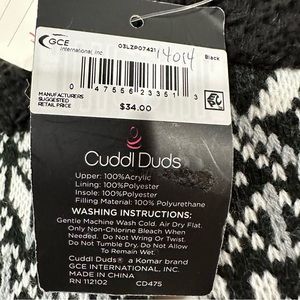 GCE
International, Inc
03LZP07421
14014
Black
0 47556 23351 3
MANUFACTURERS
SUGGESTED
RETAIL PRICE
$34.00
Cuddl Duds
Upper: 100%Acrylic
Lining: 100%Polyester
Insole: 100%Polyester
Filling Material: 100% Polyurethane
WASHING INSTRUCTIONS:
Gentle Machine Wash Cold. Air Dry Flat.
Only Non-Chlorine Bleach When
Needed. Do Not Wring Or Twist.
Do Not Tumble Dry. Do Not Allow
To Remain Wet.
Cuddl Duds® a Komar brand
GCE INTERNATIONAL, INC.
MADE IN CHINA
RN 112102 CD475